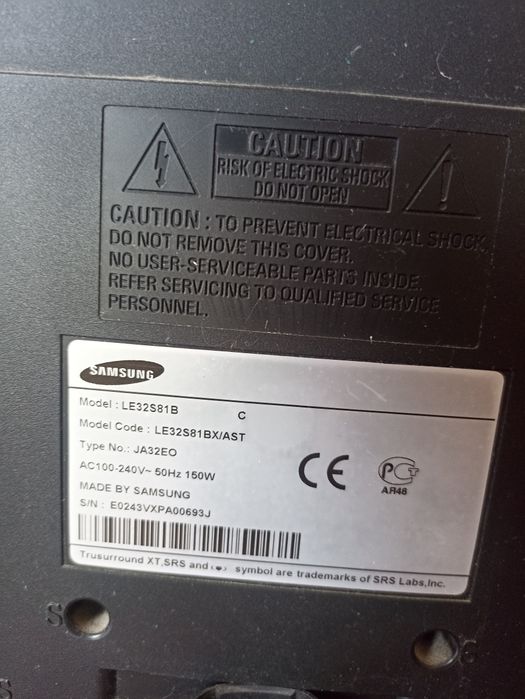 CAUTION
RISK OF ELECTRIC SHOCK
DO NOT OPEN
CAUTION : TO PREVENT ELECTRICAL SHOCK,
DO NOT REMOVE THIS COVER.
NO USER-SERVICEABLE PARTS INSIDE.
REFER SERVICING TO QUALIFIED SERVICE
PERSONNEL.
SAMSUNG
Model : LE32S81B C
Model Code : LE32S81BX/AST
Type No.: JA32EO
AC100-240V~ 50Hz 150W
MADE BY SAMSUNG
S/N : E0243VXPA00693J
CE
РСТ
АЯ48
Trusurround XT,SRS and (●) symbol are trademarks of SRS Labs,Inc.
S
S
S